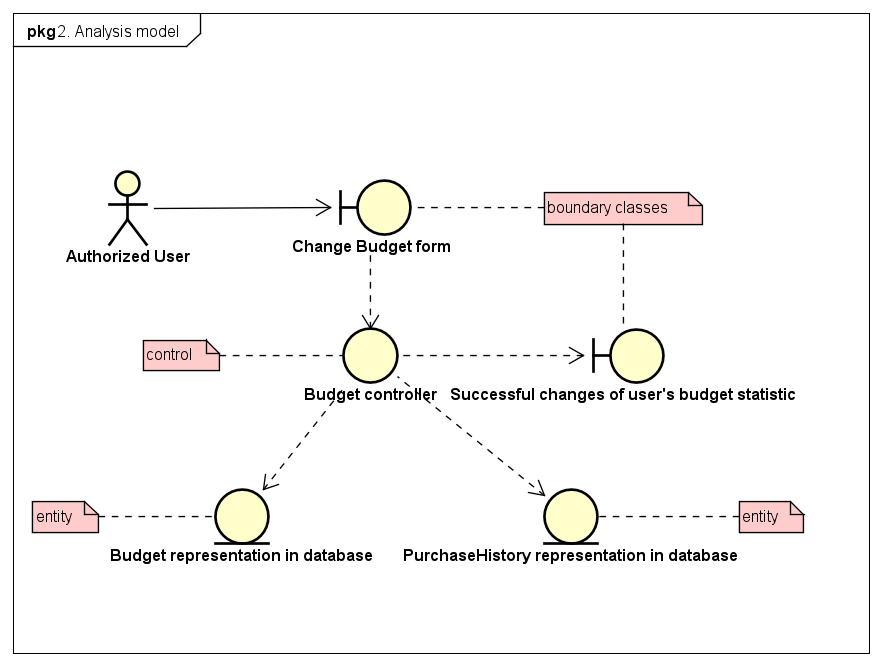 pkg 2. Analysis model
boundary classes
Authorized User
Change Budget form
control
Budget controller
Successful changes of user's budget statistic
entity
entity
Budget representation in database
PurchaseHistory representation in database